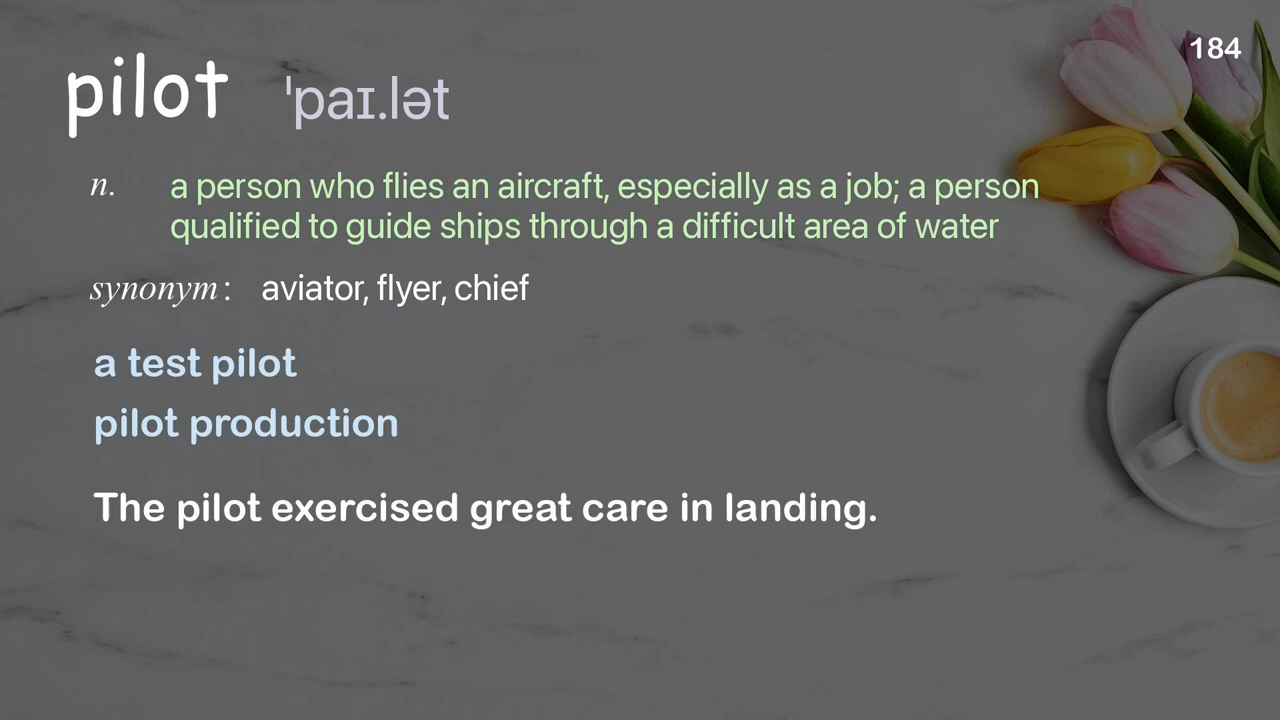 184
pilot ˈpaɪ.lət
n. a person who flies an aircraft, especially as a job; a person
qualified to guide ships through a difficult area of water
synonym: aviator, flyer, chief
a test pilot
pilot production
The pilot exercised great care in landing.